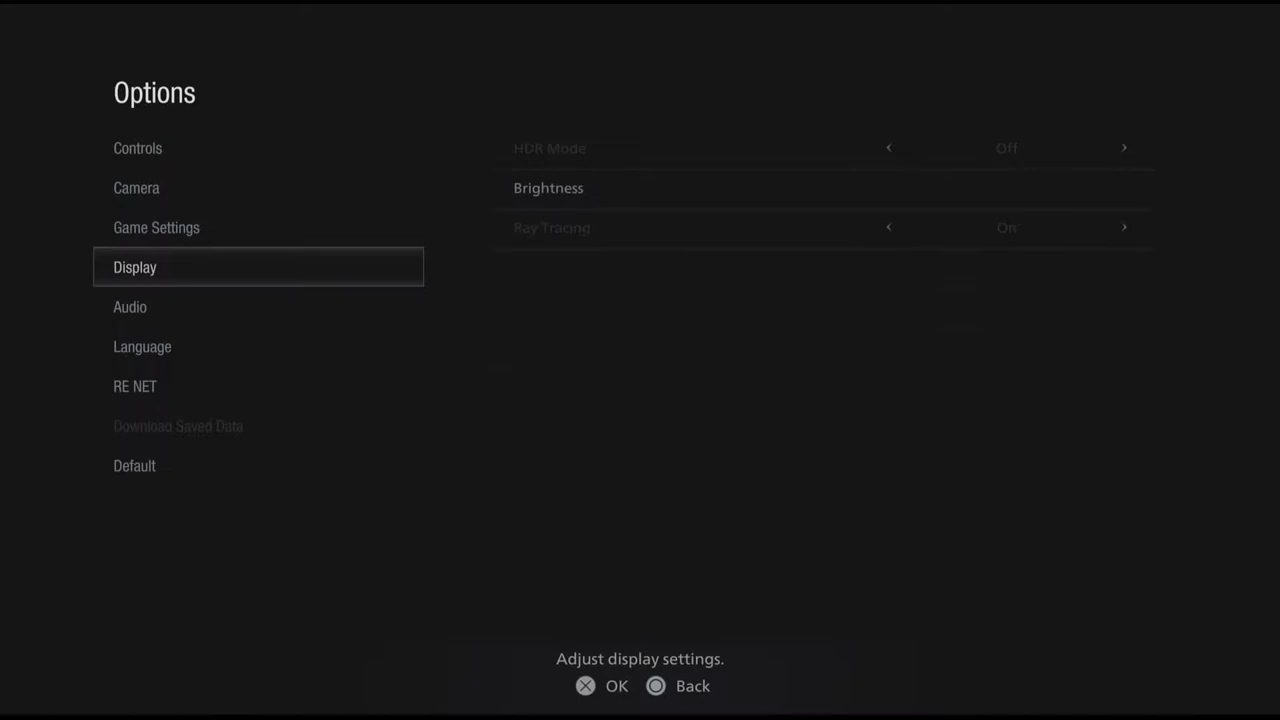 Options
Controls
Camera
Game Settings
Display
Audio
Language
RE NET
Download Saved Data
Default
HDR Mode Off
Brightness
Ray Tracing On
Adjust display settings.
OK Back